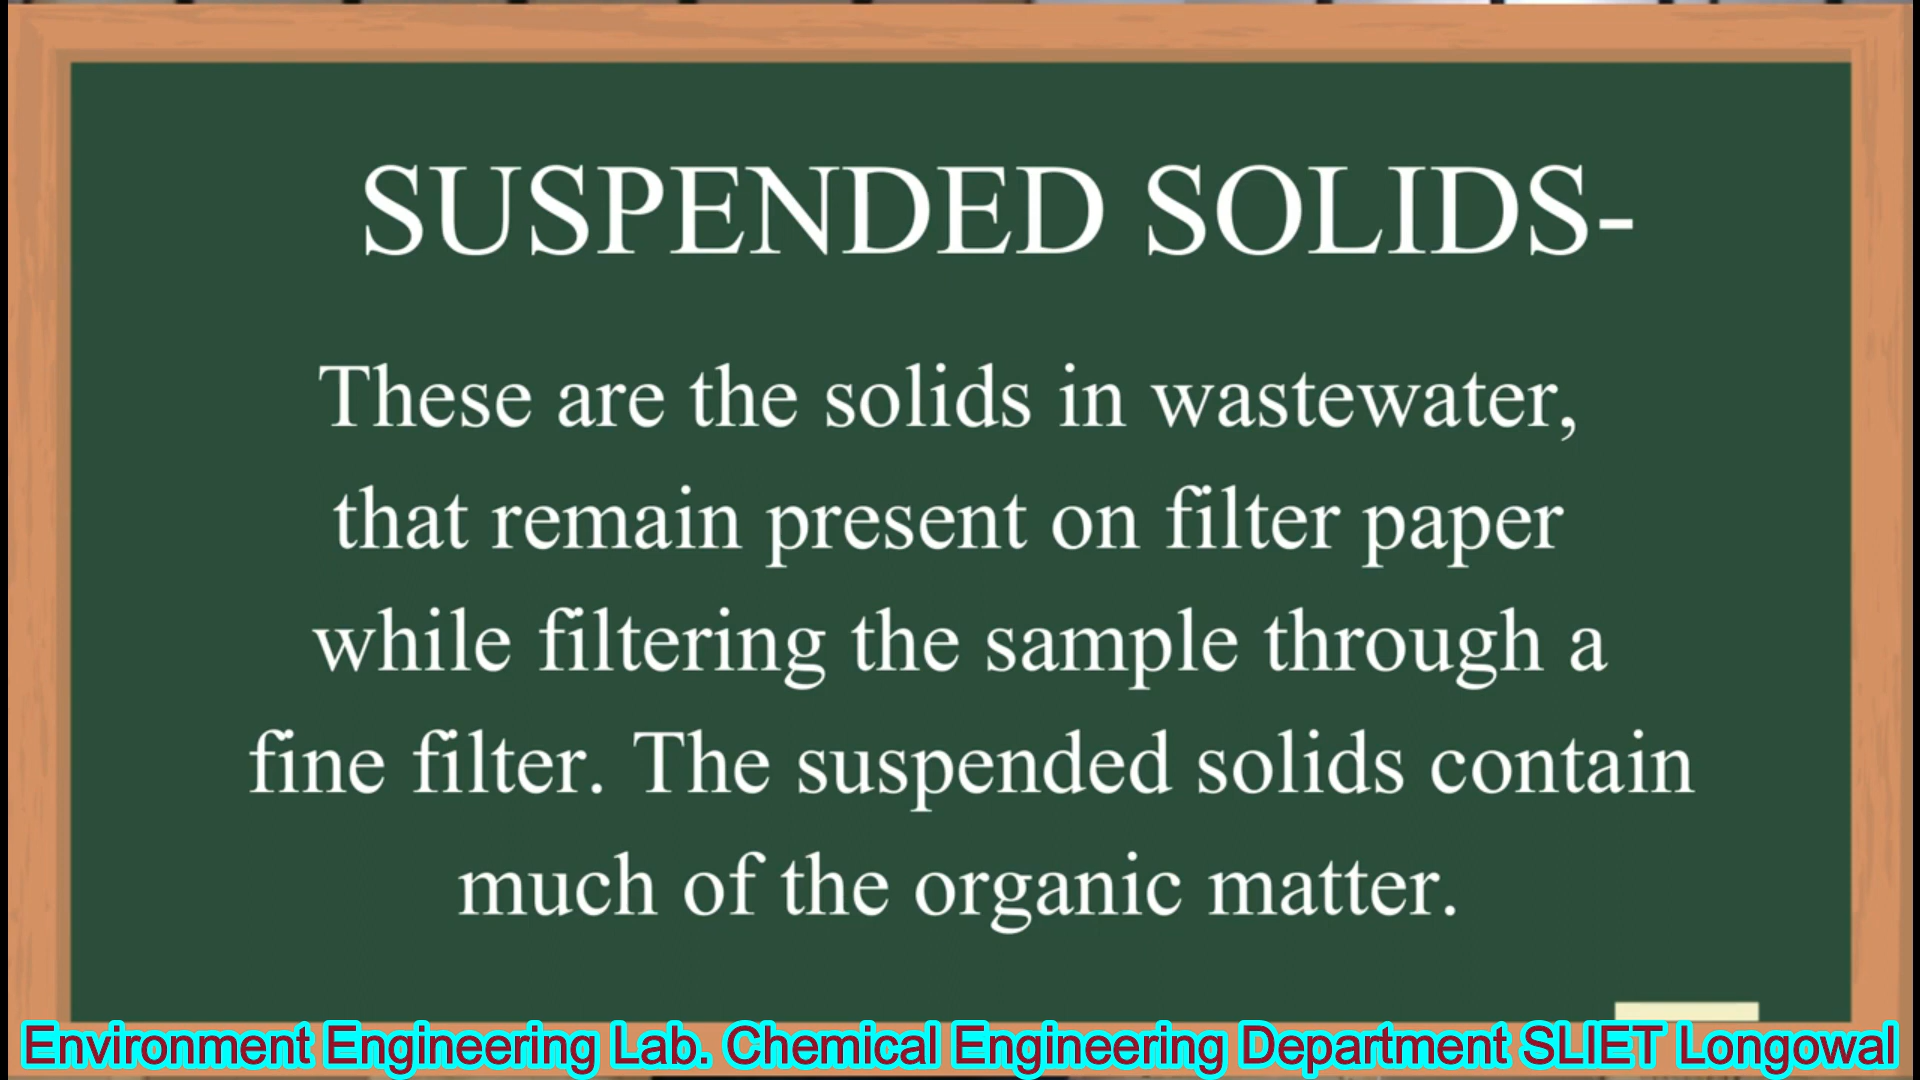 SUSPENDED SOLIDS-
These are the solids in wastewater,
that remain present on filter paper
while filtering the sample through a
fine filter. The suspended solids contain
much of the organic matter.
Environment Engineering Lab. Chemical Engineering Department SLIET Longowal